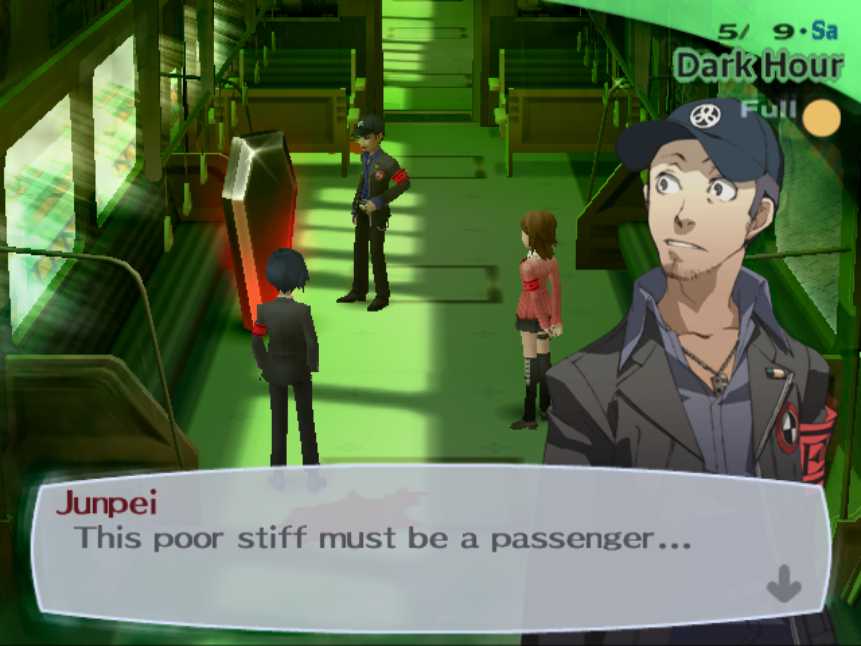 5/ 9・Sa
Dark Hour
Full
Junpei
This poor stiff must be a passenger...